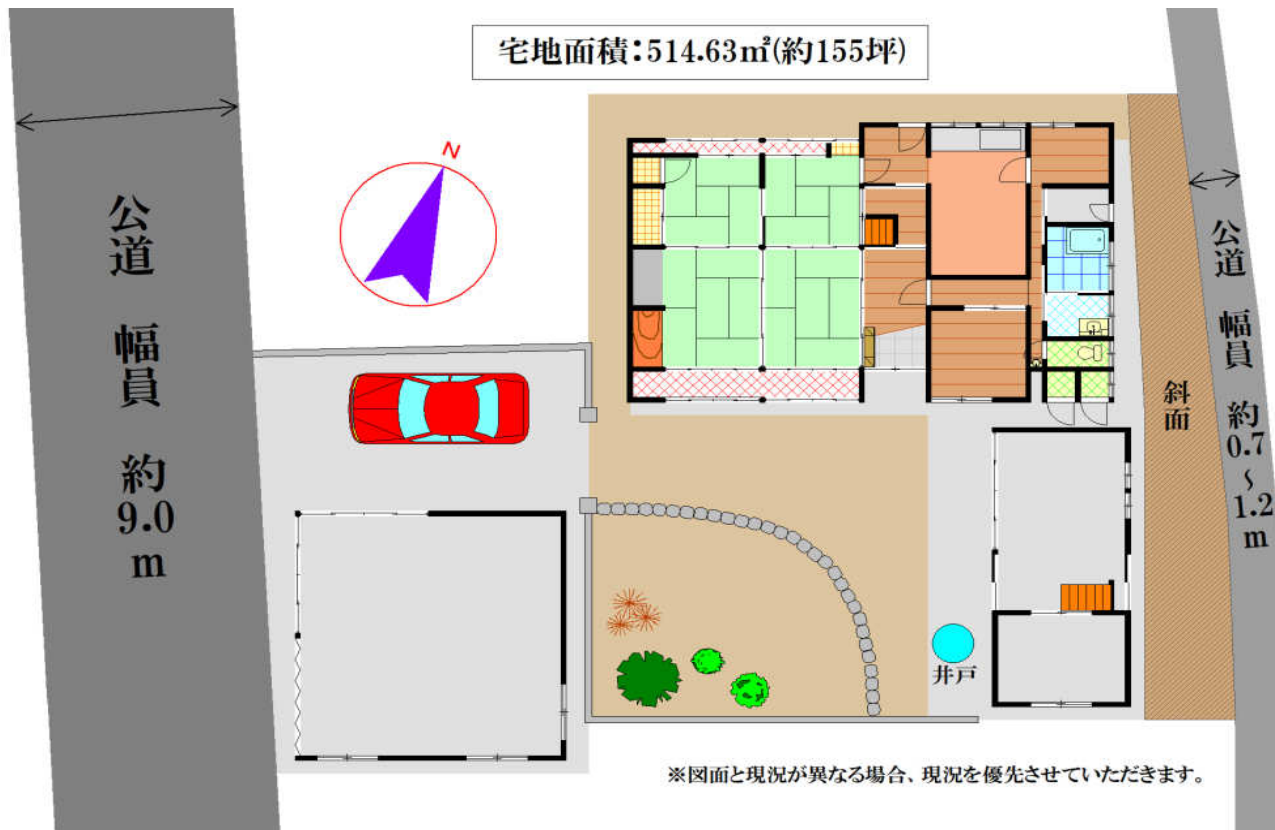 宅地面積：514.63㎡(約155坪)
N
公道　幅員　約9.0m
公道　幅員　約0.7～1.2m
斜面
井戸
※図面と現況が異なる場合、現況を優先させていただきます。